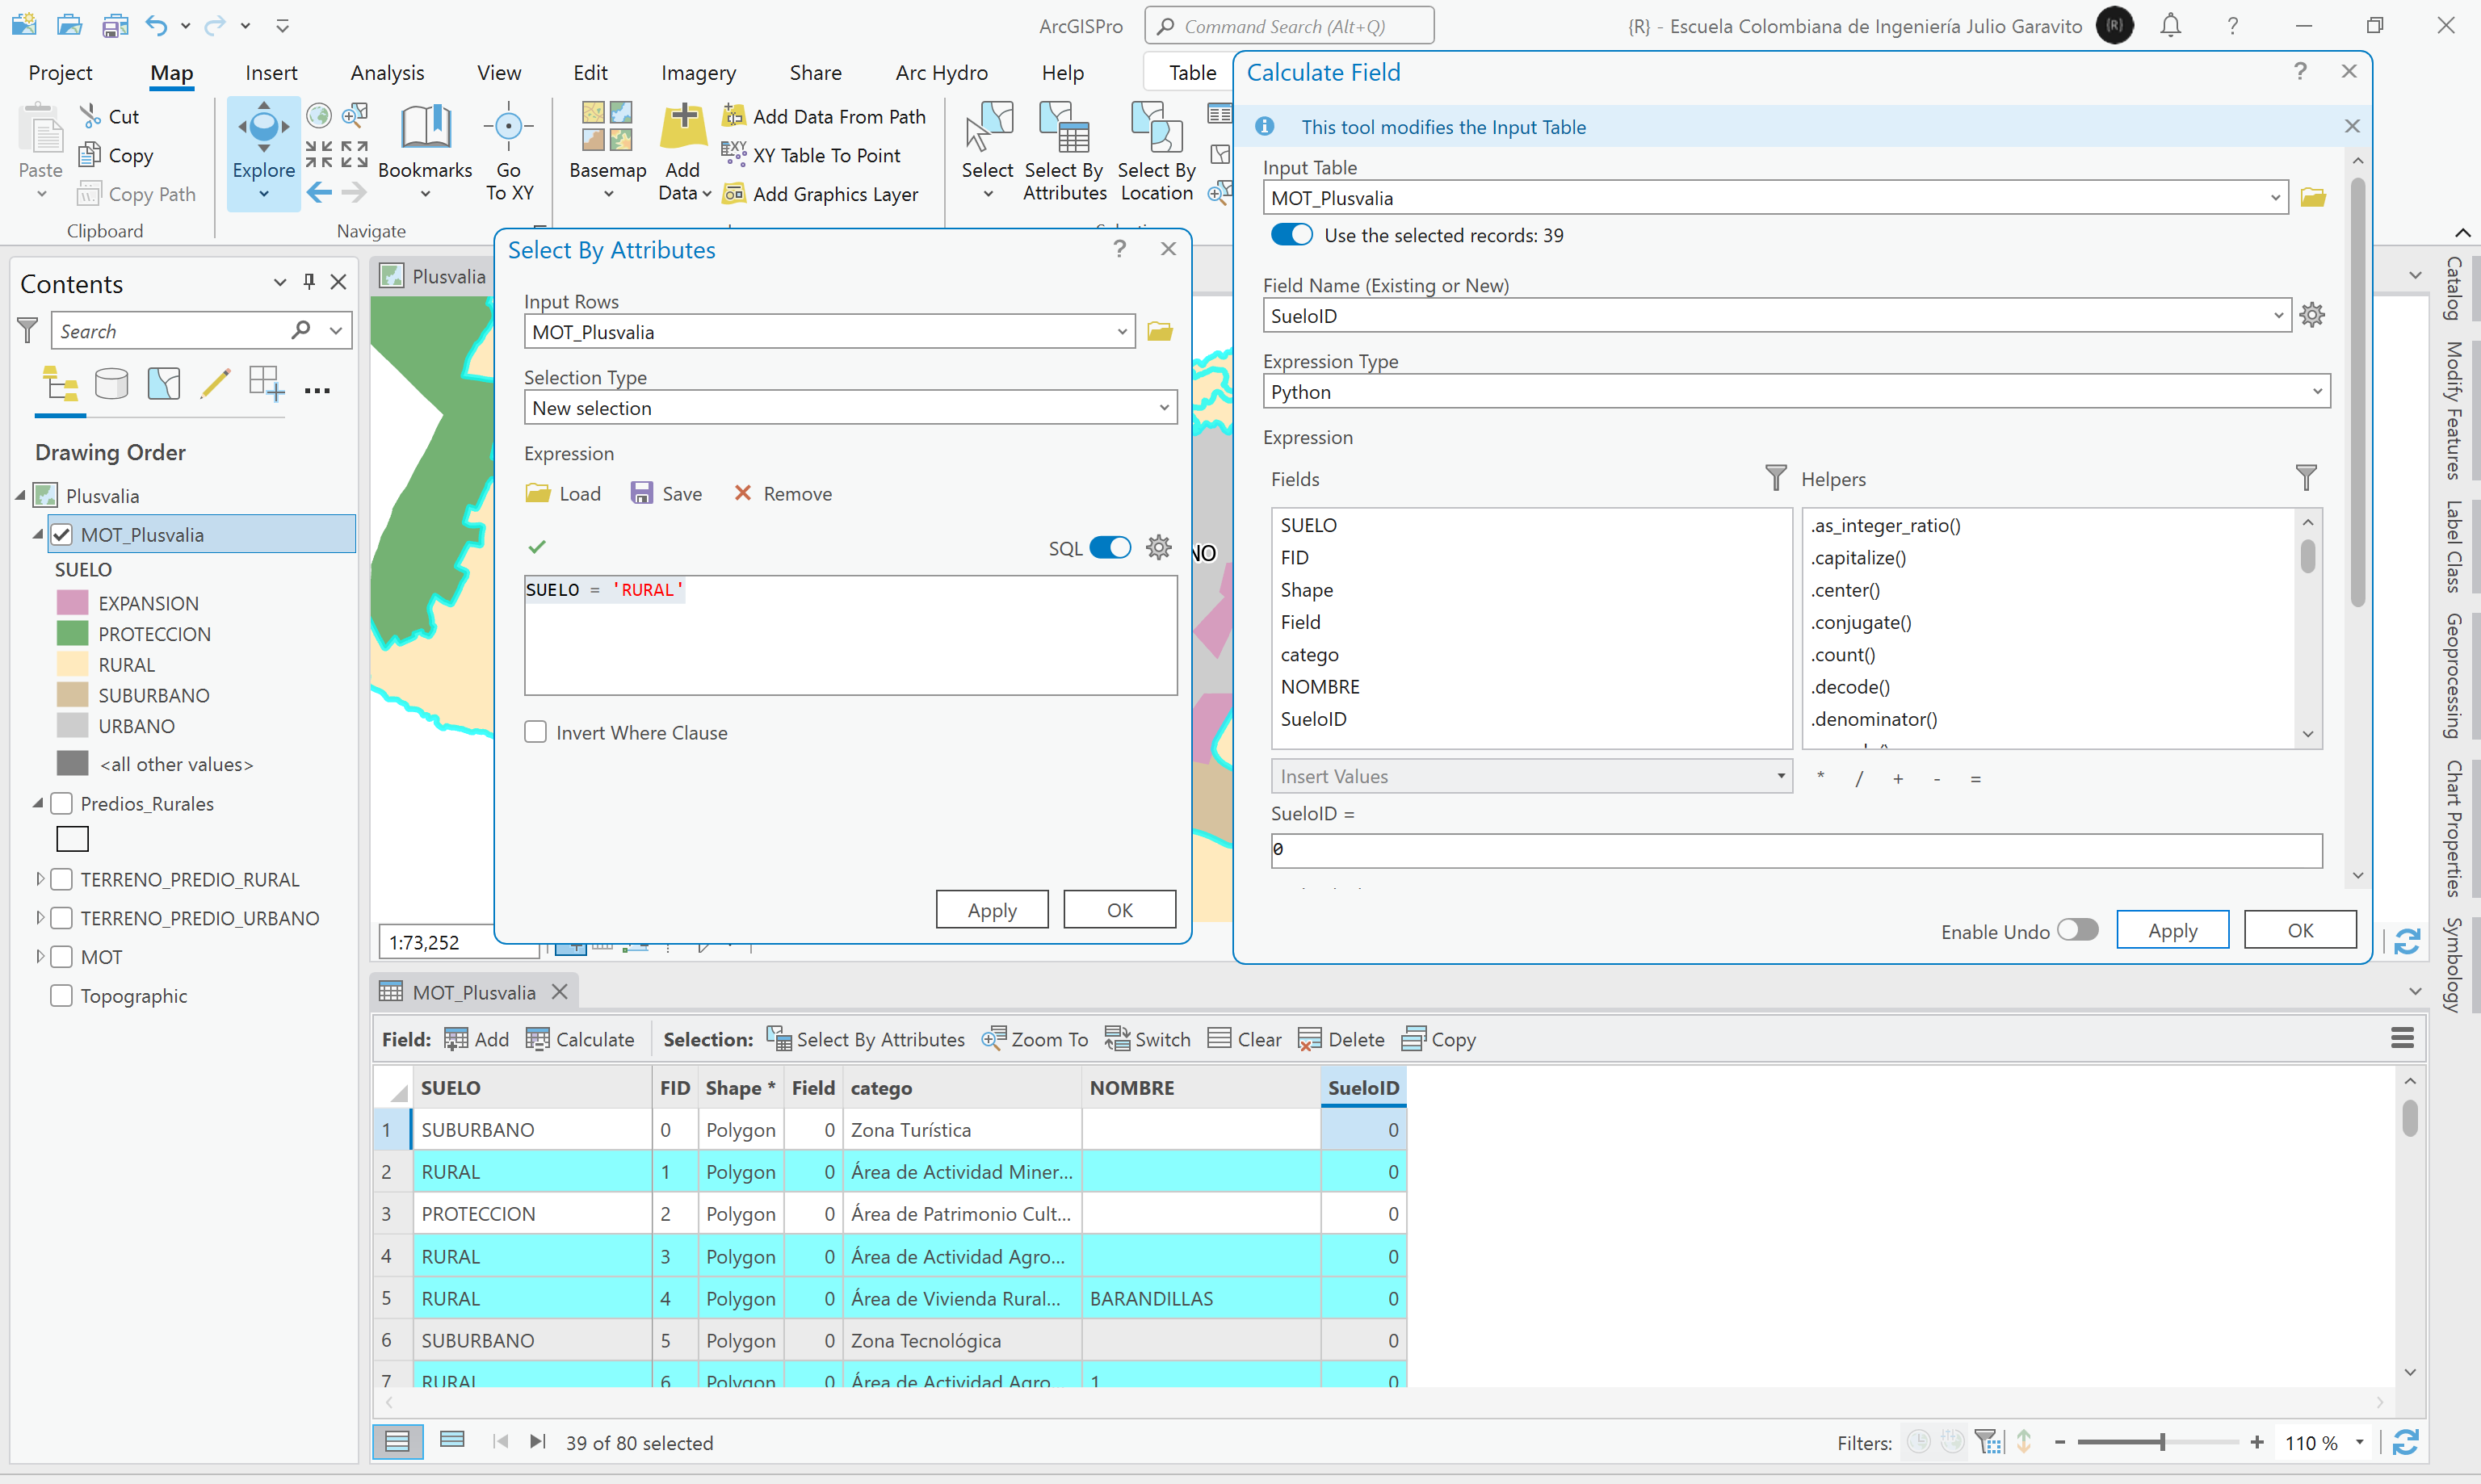 ArcGISPro
Command Search (Alt+Q)
{R} - Escuela Colombiana de Ingeniería Julio Garavito
{R}
Project
Map
Insert
Analysis
View
Edit
Imagery
Share
Arc Hydro
Help
Table
Paste
Cut
Copy
Copy Path
Clipboard
Explore
Bookmarks
Go To XY
Navigate
Basemap
Add Data
Add Data From Path
XY Table To Point
Add Graphics Layer
Select
Select By Attributes
Select By Location
Contents
Search
Drawing Order
Plusvalia
MOT_Plusvalia
SUELO
EXPANSION
PROTECCION
RURAL
SUBURBANO
URBANO
<all other values>
Predios_Rurales
TERRENO_PREDIO_RURAL
TERRENO_PREDIO_URBANO
MOT
Topographic
Plusvalia
1:73,252
Select By Attributes
Input Rows
MOT_Plusvalia
Selection Type
New selection
Expression
Load
Save
Remove
SQL
SUELO = 'RURAL'
Invert Where Clause
Apply
OK
NO
Calculate Field
This tool modifies the Input Table
Input Table
MOT_Plusvalia
Use the selected records: 39
Field Name (Existing or New)
SueloID
Expression Type
Python
Expression
Fields
Helpers
SUELO
FID
Shape
Field
catego
NOMBRE
SueloID
.as_integer_ratio()
.capitalize()
.center()
.conjugate()
.count()
.decode()
.denominator()
Insert Values
* / + - =
SueloID =
0
Enable Undo
Apply
OK
Catalog
Modify Features
Label Class
Geoprocessing
Chart Properties
Symbology
MOT_Plusvalia
Field: Add Calculate Selection: Select By Attributes Zoom To Switch Clear Delete Copy
SUELO FID Shape * Field catego NOMBRE SueloID
1 SUBURBANO 0 Polygon 0 Zona Turística 0
2 RURAL 1 Polygon 0 Área de Actividad Miner... 0
3 PROTECCION 2 Polygon 0 Área de Patrimonio Cult... 0
4 RURAL 3 Polygon 0 Área de Actividad Agro... 0
5 RURAL 4 Polygon 0 Área de Vivienda Rural... BARANDILLAS 0
6 SUBURBANO 5 Polygon 0 Zona Tecnológica 0
7 RURAL 6 Polygon 0 Área de Actividad Agro 1 0
39 of 80 selected
Filters:
110 %